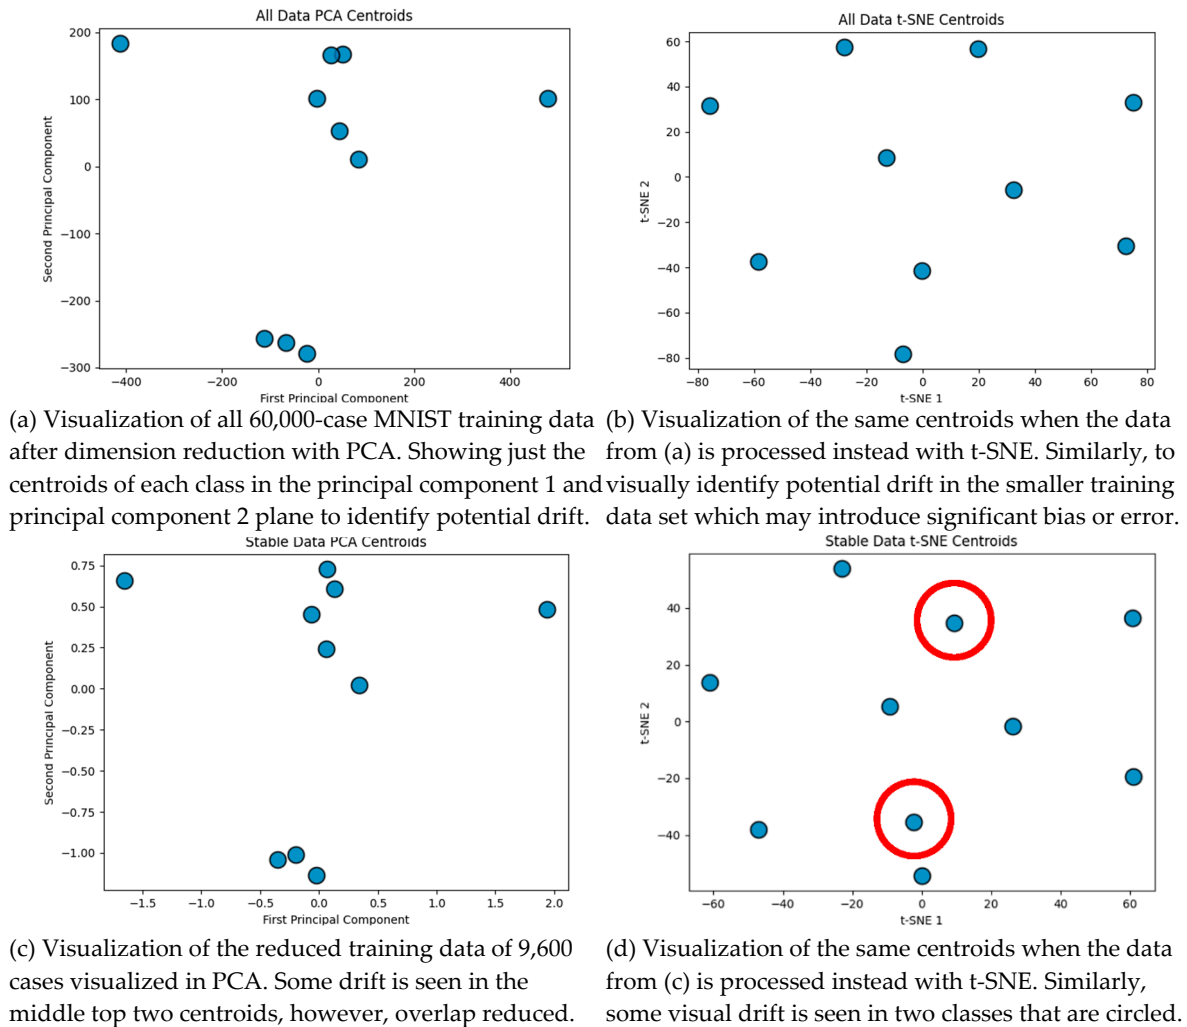 All Data PCA Centroids
200
100
0
−100
−200
−300
Second Principal Component
−400
−200
0
200
400
First Principal Component
All Data t-SNE Centroids
60
40
20
0
−20
−40
−60
−80
t-SNE 2
−80
−60
−40
−20
0
20
40
60
80
t-SNE 1
(a) Visualization of all 60,000-case MNIST training data
after dimension reduction with PCA. Showing just the
centroids of each class in the principal component 1 and
principal component 2 plane to identify potential drift.
(b) Visualization of the same centroids when the data
from (a) is processed instead with t-SNE. Similarly, to
visually identify potential drift in the smaller training
data set which may introduce significant bias or error.
Stable Data PCA Centroids
0.75
0.50
0.25
0.00
−0.25
−0.50
−0.75
−1.00
Second Principal Component
−1.5
−1.0
−0.5
0.0
0.5
1.0
1.5
2.0
First Principal Component
Stable Data t-SNE Centroids
40
20
0
−20
−40
t-SNE 2
−60
−40
−20
0
20
40
60
t-SNE 1
(c) Visualization of the reduced training data of 9,600
cases visualized in PCA. Some drift is seen in the
middle top two centroids, however, overlap reduced.
(d) Visualization of the same centroids when the data
from (c) is processed instead with t-SNE. Similarly,
some visual drift is seen in two classes that are circled.